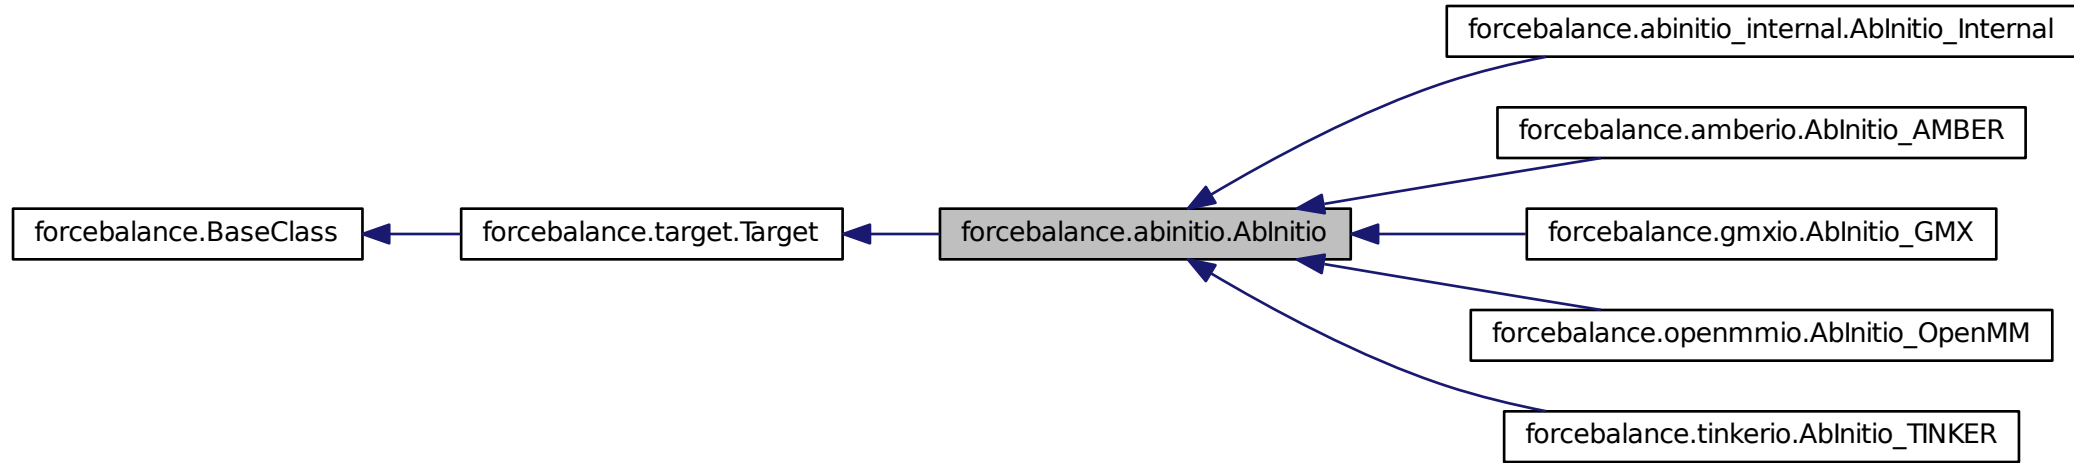 forcebalance.abinitio_internal.AbInitio_Internal
forcebalance.amberio.AbInitio_AMBER
forcebalance.BaseClass
forcebalance.target.Target
forcebalance.abinitio.AbInitio
forcebalance.gmxio.AbInitio_GMX
forcebalance.openmmio.AbInitio_OpenMM
forcebalance.tinkerio.AbInitio_TINKER